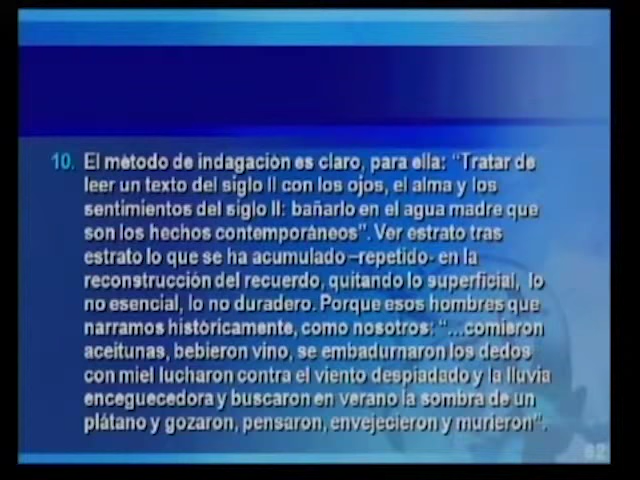 10. El método de indagación es claro, para ella: "Tratar de
leer un texto del siglo II con los ojos, el alma y los
sentimientos del siglo II: bañarlo en el agua madre que
son los hechos contemporáneos". Ver estrato tras
estrato lo que se ha acumulado –repetido- en la
reconstrucción del recuerdo, quitando lo superficial, lo
no esencial, lo no duradero. Porque esos hombres que
narramos históricamente, como nosotros: "...comieron
aceitunas, bebieron vino, se embadurnaron los dedos
con miel lucharon contra el viento despiadado y la lluvia
enceguecedora y buscaron en verano la sombra de un
plátano y gozaron, pensaron, envejecieron y murieron".